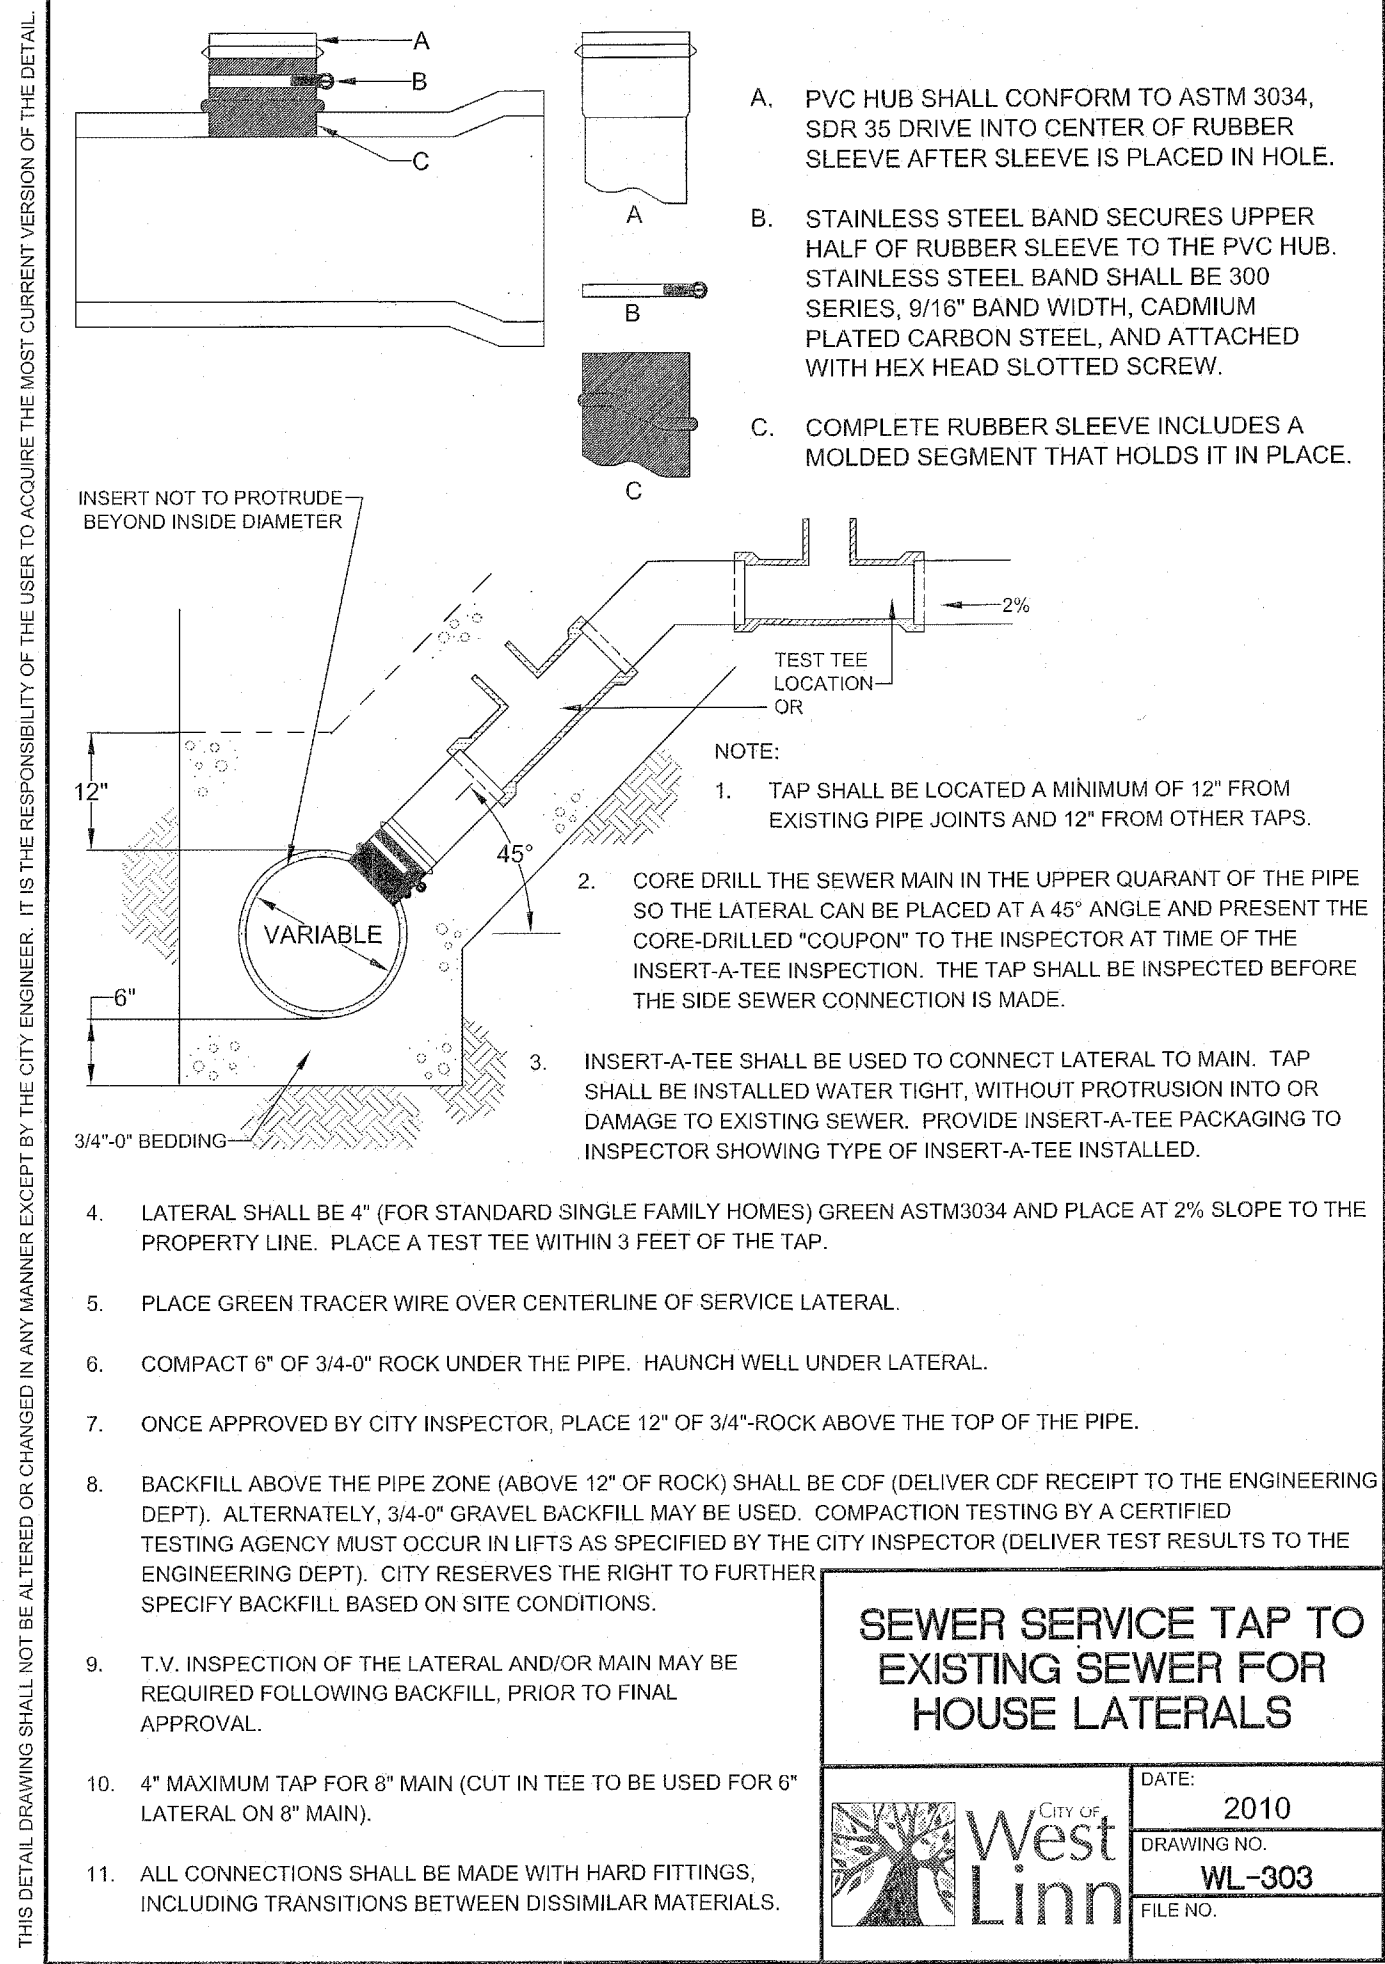 THIS DETAIL DRAWING SHALL NOT BE ALTERED OR CHANGED IN ANY MANNER EXCEPT BY THE CITY ENGINEER. IT IS THE RESPONSIBILITY OF THE USER TO ACQUIRE THE MOST CURRENT VERSION OF THE DETAIL.
A
B
C
A
B
C
A. PVC HUB SHALL CONFORM TO ASTM 3034,
SDR 35 DRIVE INTO CENTER OF RUBBER
SLEEVE AFTER SLEEVE IS PLACED IN HOLE.
B. STAINLESS STEEL BAND SECURES UPPER
HALF OF RUBBER SLEEVE TO THE PVC HUB.
STAINLESS STEEL BAND SHALL BE 300
SERIES, 9/16" BAND WIDTH, CADMIUM
PLATED CARBON STEEL, AND ATTACHED
WITH HEX HEAD SLOTTED SCREW.
C. COMPLETE RUBBER SLEEVE INCLUDES A
MOLDED SEGMENT THAT HOLDS IT IN PLACE.
INSERT NOT TO PROTRUDE
BEYOND INSIDE DIAMETER
2%
TEST TEE
LOCATION
OR
12"
45°
VARIABLE
6"
3/4"-0" BEDDING
NOTE:
1. TAP SHALL BE LOCATED A MINIMUM OF 12" FROM
EXISTING PIPE JOINTS AND 12" FROM OTHER TAPS.
2. CORE DRILL THE SEWER MAIN IN THE UPPER QUARANT OF THE PIPE
SO THE LATERAL CAN BE PLACED AT A 45° ANGLE AND PRESENT THE
CORE-DRILLED "COUPON" TO THE INSPECTOR AT TIME OF THE
INSERT-A-TEE INSPECTION. THE TAP SHALL BE INSPECTED BEFORE
THE SIDE SEWER CONNECTION IS MADE.
3. INSERT-A-TEE SHALL BE USED TO CONNECT LATERAL TO MAIN. TAP
SHALL BE INSTALLED WATER TIGHT, WITHOUT PROTRUSION INTO OR
DAMAGE TO EXISTING SEWER. PROVIDE INSERT-A-TEE PACKAGING TO
INSPECTOR SHOWING TYPE OF INSERT-A-TEE INSTALLED.
4. LATERAL SHALL BE 4" (FOR STANDARD SINGLE FAMILY HOMES) GREEN ASTM3034 AND PLACE AT 2% SLOPE TO THE
PROPERTY LINE. PLACE A TEST TEE WITHIN 3 FEET OF THE TAP.
5. PLACE GREEN TRACER WIRE OVER CENTERLINE OF SERVICE LATERAL.
6. COMPACT 6" OF 3/4-0" ROCK UNDER THE PIPE. HAUNCH WELL UNDER LATERAL.
7. ONCE APPROVED BY CITY INSPECTOR, PLACE 12" OF 3/4"-ROCK ABOVE THE TOP OF THE PIPE.
8. BACKFILL ABOVE THE PIPE ZONE (ABOVE 12" OF ROCK) SHALL BE CDF (DELIVER CDF RECEIPT TO THE ENGINEERING
DEPT). ALTERNATELY, 3/4-0" GRAVEL BACKFILL MAY BE USED. COMPACTION TESTING BY A CERTIFIED
TESTING AGENCY MUST OCCUR IN LIFTS AS SPECIFIED BY THE CITY INSPECTOR (DELIVER TEST RESULTS TO THE
ENGINEERING DEPT). CITY RESERVES THE RIGHT TO FURTHER
SPECIFY BACKFILL BASED ON SITE CONDITIONS.
9. T.V. INSPECTION OF THE LATERAL AND/OR MAIN MAY BE
REQUIRED FOLLOWING BACKFILL, PRIOR TO FINAL
APPROVAL.
10. 4" MAXIMUM TAP FOR 8" MAIN (CUT IN TEE TO BE USED FOR 6"
LATERAL ON 8" MAIN).
11. ALL CONNECTIONS SHALL BE MADE WITH HARD FITTINGS,
INCLUDING TRANSITIONS BETWEEN DISSIMILAR MATERIALS.
SEWER SERVICE TAP TO
EXISTING SEWER FOR
HOUSE LATERALS
CITY OF
West
Linn
DATE:
2010
DRAWING NO.
WL-303
FILE NO.